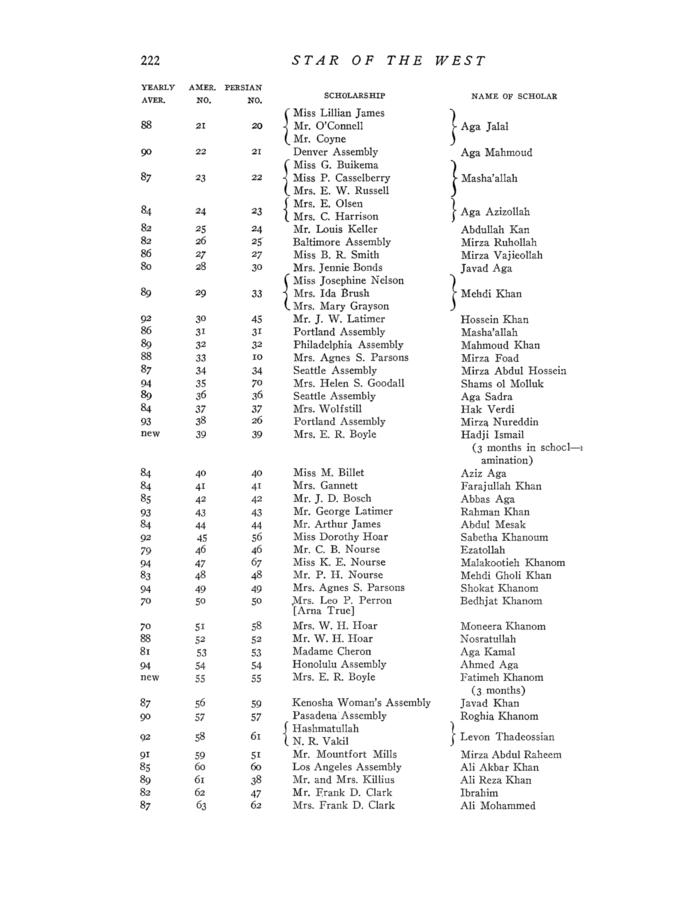 222 STAR OF THE WEST
YEARLY AMER. PERSIAN
AVER. NO. NO. SCHOLARSHIP NAME OF SCHOLAR
Miss Lillian James
88 21 20 Mr. O'Connell Aga Jalal
Mr. Coyne
90 22 21 Denver Assembly Aga Mahmoud
Miss G. Buikema
87 23 22 Miss P. Casselberry Masha'allah
Mrs. E. W. Russell
Mrs. E. Olsen
84 24 23 Mrs. C. Harrison Aga Azizollah
82 25 24 Mr. Louis Keller Abdullah Kan
82 26 25 Baltimore Assembly Mirza Ruhollah
86 27 27 Miss B. R. Smith Mirza Vajieollah
80 28 30 Mrs. Jennie Bonds Javad Aga
Miss Josephine Nelson
89 29 33 Mrs. Ida Brush Mehdi Khan
Mrs. Mary Grayson
92 30 45 Mr. J. W. Latimer Hossein Khan
86 31 31 Portland Assembly Masha'allah
89 32 32 Philadelphia Assembly Mahmoud Khan
88 33 10 Mrs. Agnes S. Parsons Mirza Foad
87 34 34 Seattle Assembly Mirza Abdul Hossein
94 35 70 Mrs. Helen S. Goodall Shams ol Molluk
89 36 36 Seattle Assembly Aga Sadra
84 37 37 Mrs. Wolfstill Hak Verdi
93 38 26 Portland Assembly Mirza Nureddin
new 39 39 Mrs. E. R. Boyle Hadji Ismail
(3 months in school—
amination)
84 40 40 Miss M. Billet Aziz Aga
84 41 41 Mrs. Gannett Farajullah Khan
85 42 42 Mr. J. D. Bosch Abbas Aga
93 43 43 Mr. George Latimer Rahman Khan
84 44 44 Mr. Arthur James Abdul Mesak
92 45 56 Miss Dorothy Hoar Sabetha Khanoum
79 46 46 Mr. C. B. Nourse Ezatollah
94 47 67 Miss K. E. Nourse Malakootieh Khanom
83 48 48 Mr. P. H. Nourse Mehdi Gholi Khan
94 49 49 Mrs. Agnes S. Parsons Shokat Khanom
70 50 50 Mrs. Leo P. Perron Bedhjat Khanom
[Arna True]
70 51 58 Mrs. W. H. Hoar Moneera Khanom
88 52 52 Mr. W. H. Hoar Nosratullah
81 53 53 Madame Cheron Aga Kamal
94 54 54 Honolulu Assembly Ahmed Aga
new 55 55 Mrs. E. R. Boyle Fatimeh Khanom
(3 months)
87 56 59 Kenosha Woman's Assembly Javad Khan
90 57 57 Pasadena Assembly Roghia Khanom
Hashmatullah
92 58 61 N. R. Vakil Levon Thadeossian
91 59 51 Mr. Mountfort Mills Mirza Abdul Raheem
85 60 60 Los Angeles Assembly Ali Akbar Khan
89 61 38 Mr. and Mrs. Killius Ali Reza Khan
82 62 47 Mr. Frank D. Clark Ibrahim
87 63 62 Mrs. Frank D. Clark Ali Mohammed